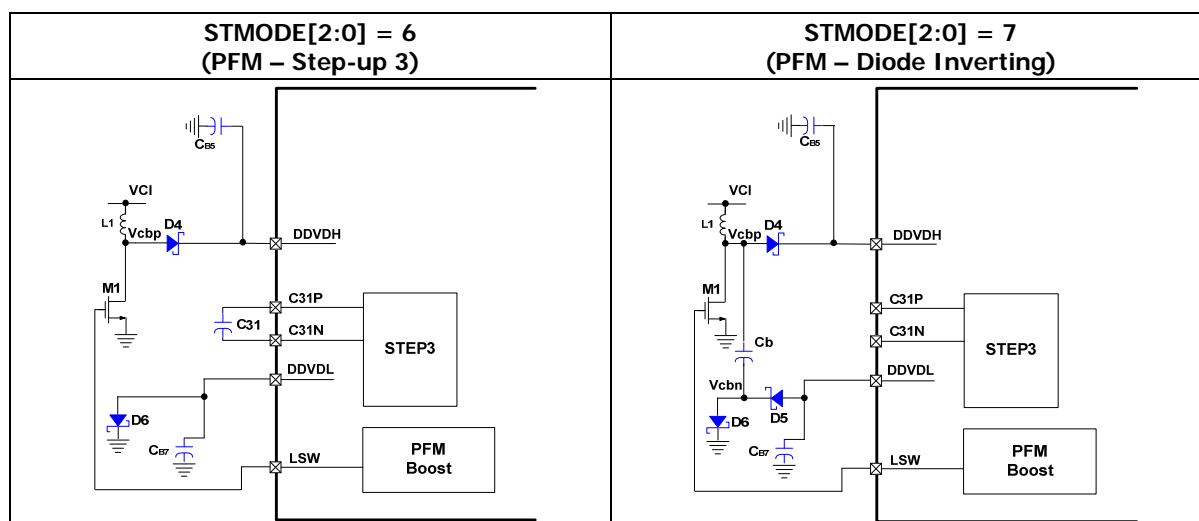 STMODE[2:0] = 6
(PFM – Step-up 3)
STMODE[2:0] = 7
(PFM – Diode Inverting)
CB5
VCI
L1
Vcbp
D4
DDVDH
M1
C31P
C31
C31N
STEP3
DDVDL
D6
CB7
LSW
PFM
Boost
CB5
VCI
L1
Vcbp
D4
DDVDH
M1
C31P
C31N
Cb
STEP3
Vcbn
DDVDL
D6
D5
CB7
LSW
PFM
Boost